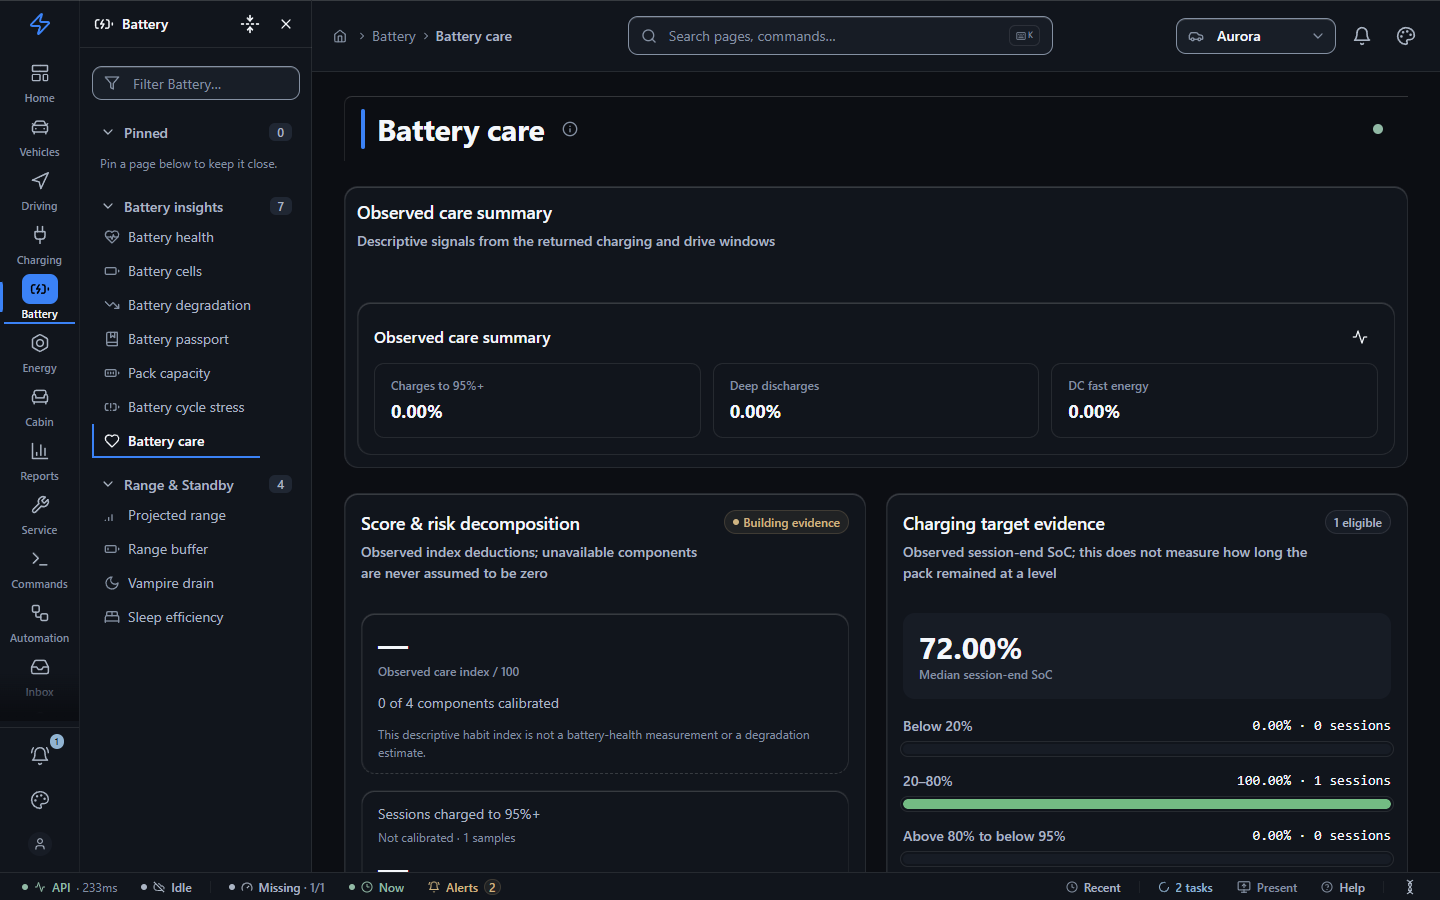 Battery
Battery
Battery care
Search pages, commands...
K
Aurora
Home
Vehicles
Driving
Charging
Battery
Energy
Cabin
Reports
Service
Commands
Automation
Inbox
1
Filter Battery...
Pinned
0
Pin a page below to keep it close.
Battery insights
7
Battery health
Battery cells
Battery degradation
Battery passport
Pack capacity
Battery cycle stress
Battery care
Range & Standby
4
Projected range
Range buffer
Vampire drain
Sleep efficiency
Battery care
Observed care summary
Descriptive signals from the returned charging and drive windows
Observed care summary
Charges to 95%+
0.00%
Deep discharges
0.00%
DC fast energy
0.00%
Score & risk decomposition
Building evidence
Observed index deductions; unavailable components
are never assumed to be zero
—
Observed care index / 100
0 of 4 components calibrated
This descriptive habit index is not a battery-health measurement or a degradation
estimate.
Sessions charged to 95%+
Not calibrated · 1 samples
—
Charging target evidence
1 eligible
Observed session-end SoC; this does not measure how long the
pack remained at a level
72.00%
Median session-end SoC
Below 20%
0.00% · 0 sessions
20–80%
100.00% · 1 sessions
Above 80% to below 95%
0.00% · 0 sessions
API · 233ms
Idle
Missing · 1/1
Now
Alerts 2
Recent
2 tasks
Present
Help